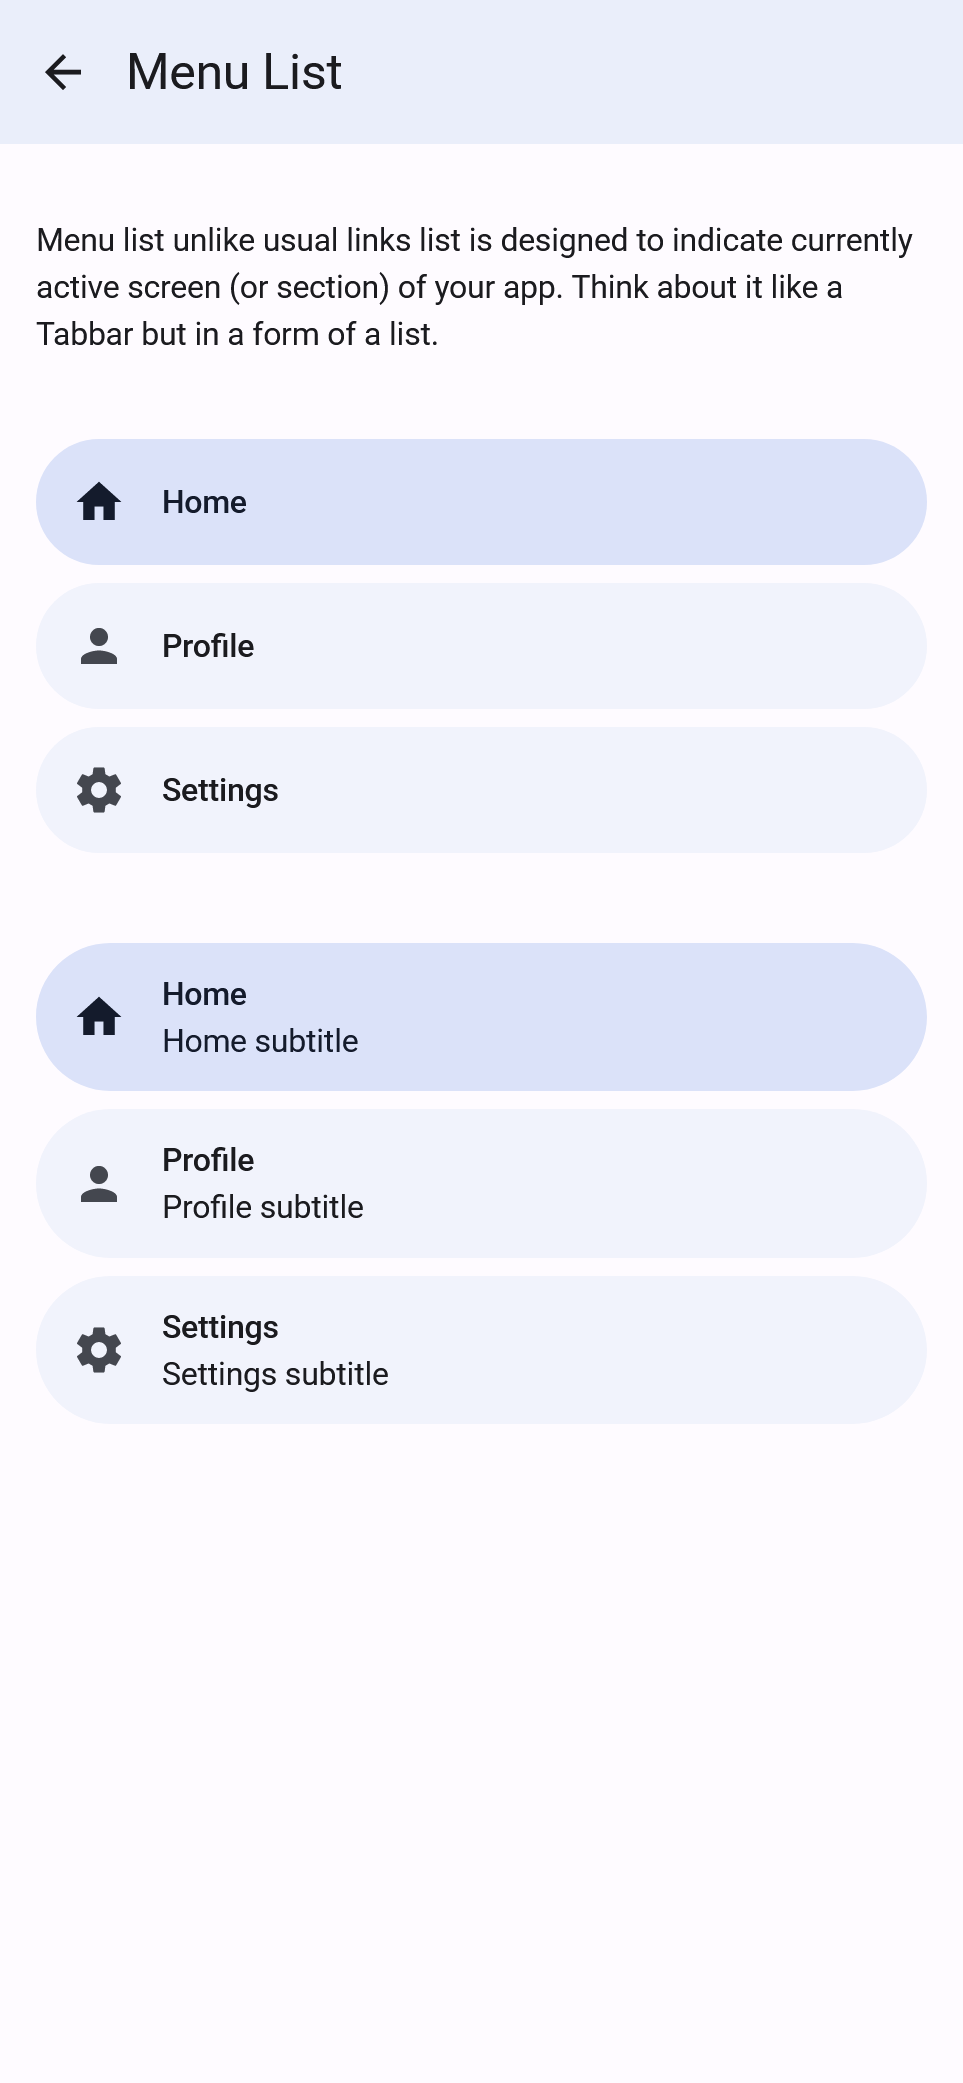 Menu List
Menu list unlike usual links list is designed to indicate currently
active screen (or section) of your app. Think about it like a
Tabbar but in a form of a list.
Home
Profile
Settings
Home
Home subtitle
Profile
Profile subtitle
Settings
Settings subtitle